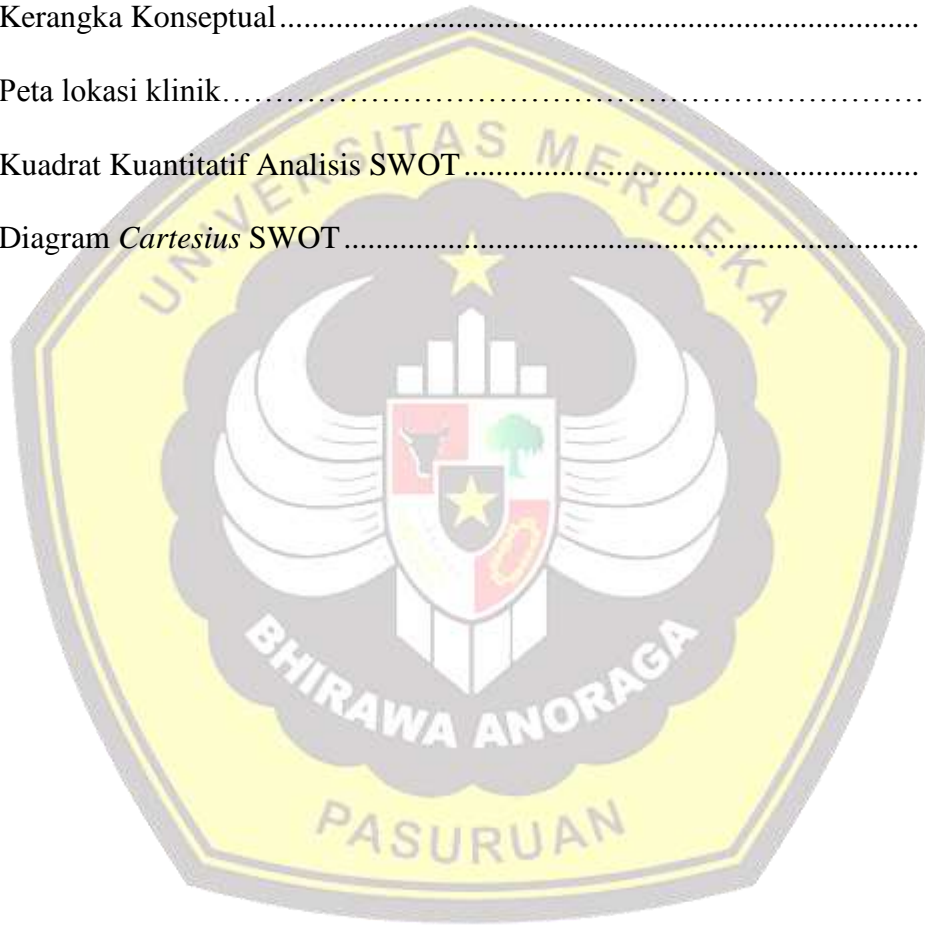 Kerangka Konseptual................................................................................
Peta lokasi klinik……………………………………………………………
Kuadrat Kuantitatif Analisis SWOT.........................................................
Diagram Cartesius SWOT........................................................................
UNIVERSITAS MERDEKA
BHIRAWA ANORAGA
PASURUAN